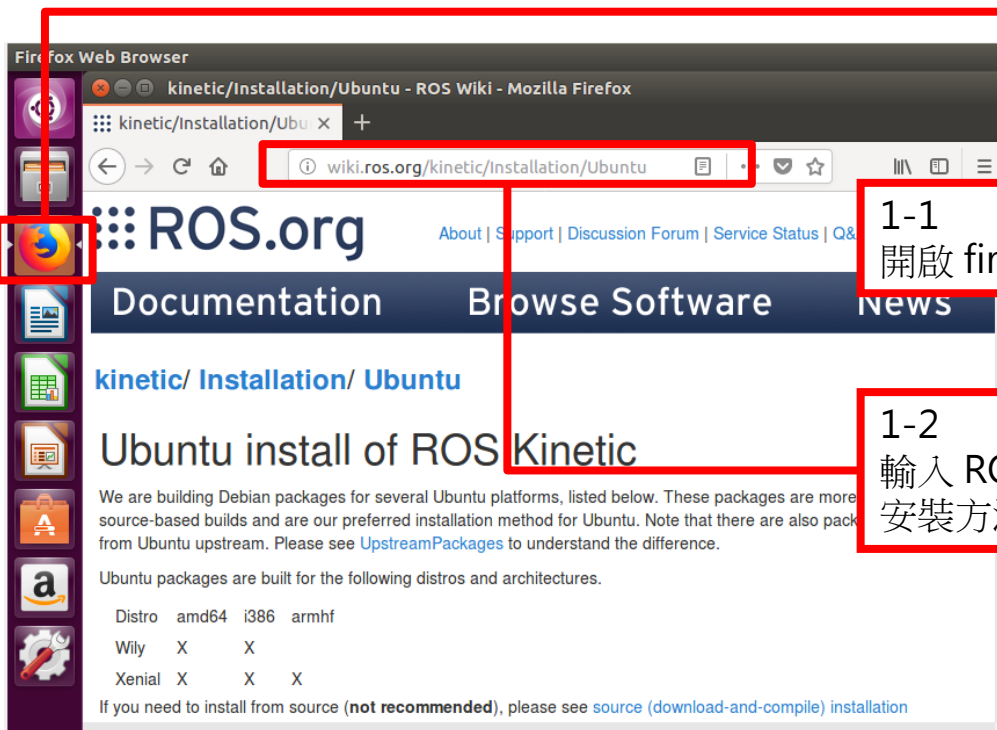 Firefox Web Browser
kinetic/Installation/Ubuntu - ROS Wiki - Mozilla Firefox
kinetic/Installation/Ubu
wiki.ros.org/kinetic/Installation/Ubuntu
ROS.org
About | Support | Discussion Forum | Service Status | Q&
1-1
開啟
Documentation Browse Software News
kinetic/ Installation/ Ubuntu
1-2
輸入
安裝方
Ubuntu install of ROS Kinetic
We are building Debian packages for several Ubuntu platforms, listed below. These packages are more
source-based builds and are our preferred installation method for Ubuntu. Note that there are also
from Ubuntu upstream. Please see UpstreamPackages to understand the difference.
Ubuntu packages are built for the following distros and architectures.
Distro amd64 i386 armhf
Wily X X
Xenial X X X
If you need to install from source (not recommended), please see source (download-and-compile) installation